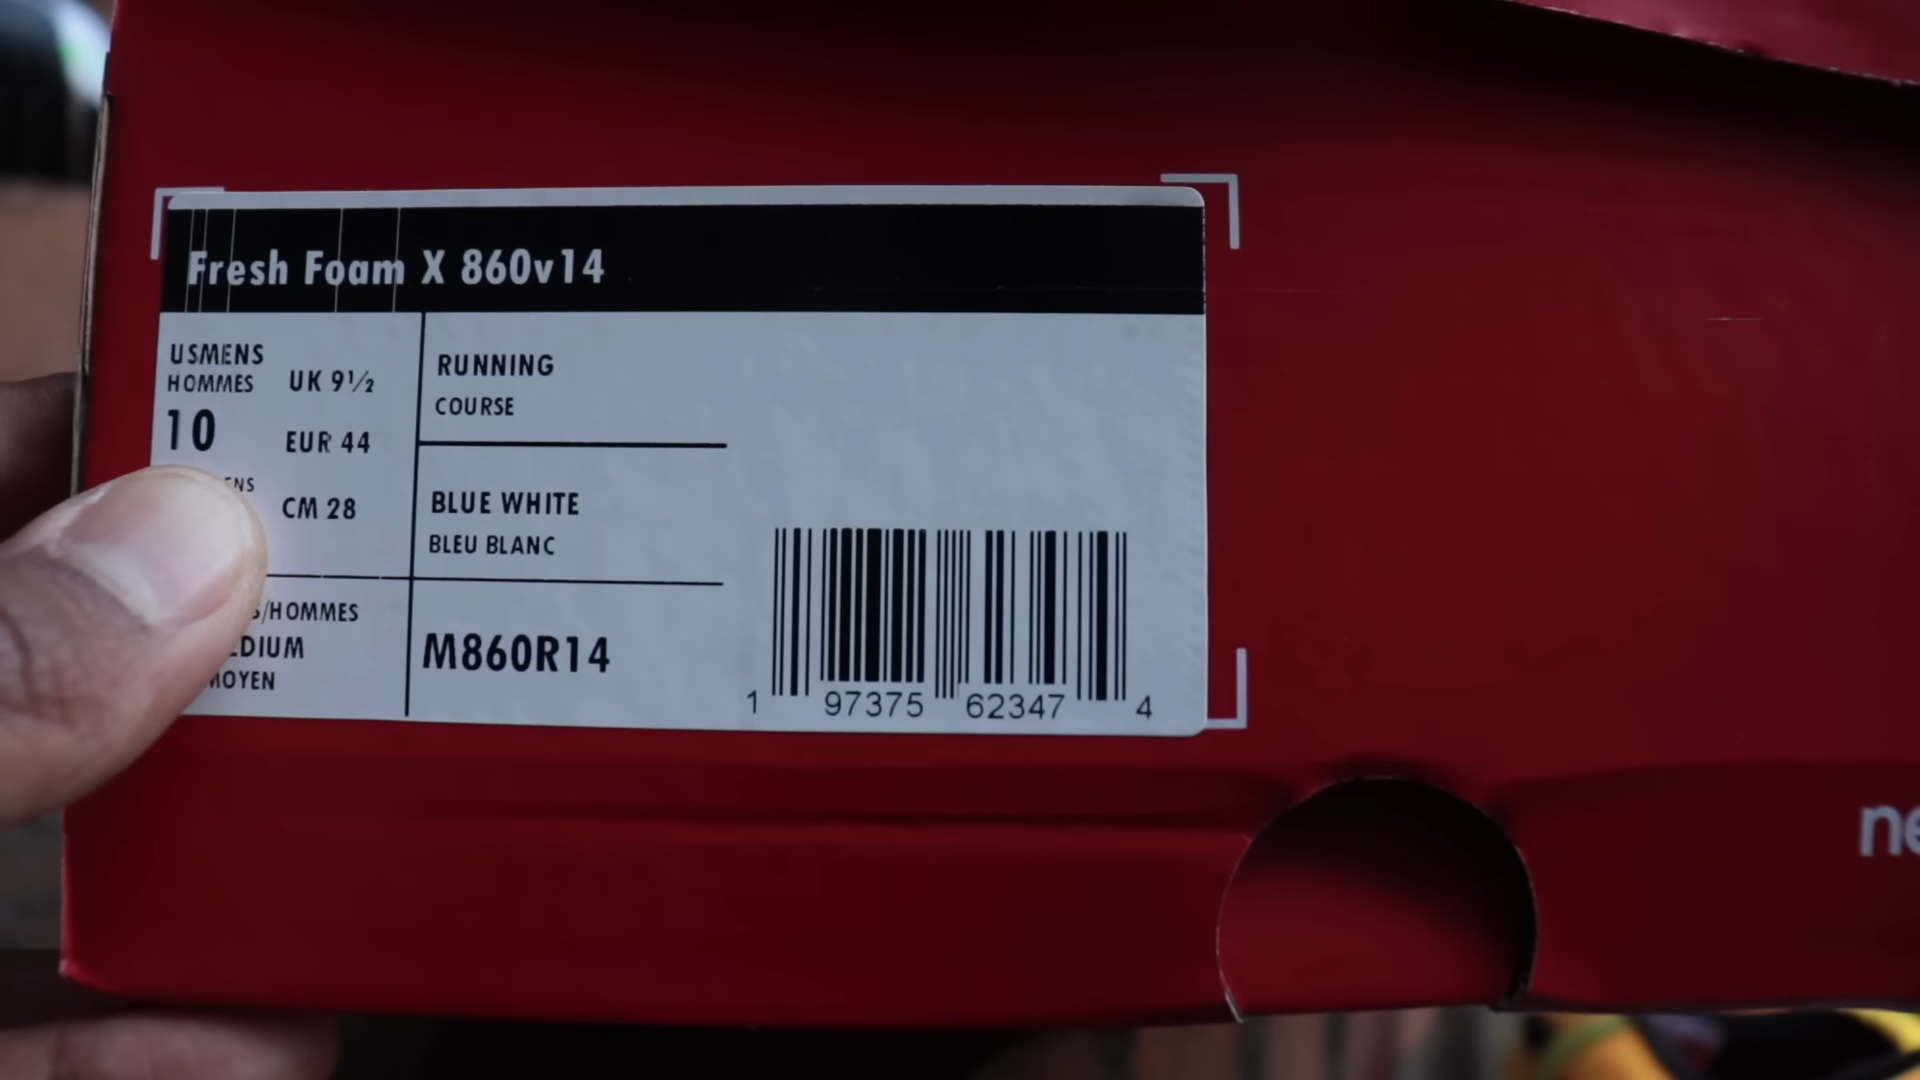 Fresh Foam X 860v14
USMENS
HOMMES
10
UK 9½
EUR 44
CM 28
RUNNING
COURSE
BLUE WHITE
BLEU BLANC
/HOMMES
MOYEN
M860R14
1 97375 62347 4